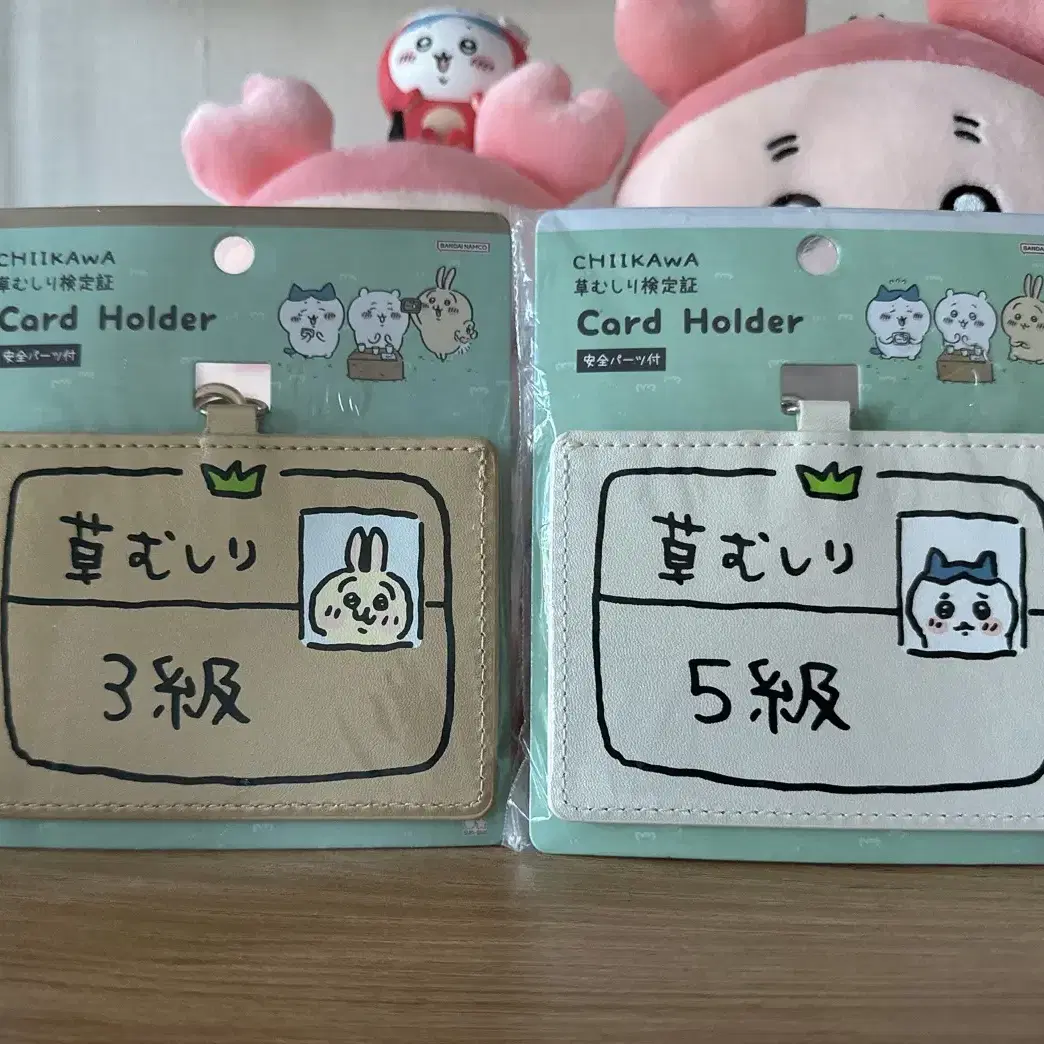 CHIIKAWA
草むしり検定証
Card Holder
安全パーツ付
BANDAI NAMCO
草むしり
3級
CHIIKAWA
草むしり検定証
Card Holder
安全パーツ付
草むしり
5級